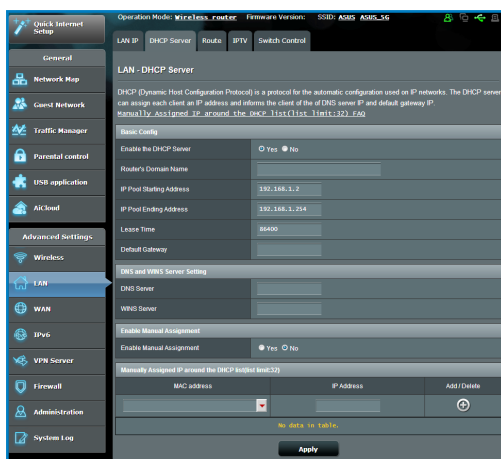 Quick Internet
Setup
Operation Mode: Wireless router Firmware Version: SSID: ASUS ASUS_5G
LAN IP DHCP Server Route IPTV Switch Control
General
Network Map
Guest Network
Traffic Manager
Parental control
USB application
AiCloud
Advanced Settings
Wireless
LAN
WAN
IPv6
VPN Server
Firewall
Administration
System Log
LAN - DHCP Server
DHCP (Dynamic Host Configuration Protocol) is a protocol for the automatic configuration used on IP networks. The DHCP server
can assign each client an IP address and informs the client of the of DNS server IP and default gateway IP.
Manually Assigned IP around the DHCP list(list limit:32) FAQ
Basic Config
Enable the DHCP Server Yes No
Router's Domain Name
IP Pool Starting Address 192.168.1.2
IP Pool Ending Address 192.168.1.254
Lease Time 86400
Default Gateway
DNS and WINS Server Setting
DNS Server
WINS Server
Enable Manual Assignment
Enable Manual Assignment Yes No
Manually Assigned IP around the DHCP list(list limit:32)
MAC address IP Address Add / Delete
No data in table.
Apply